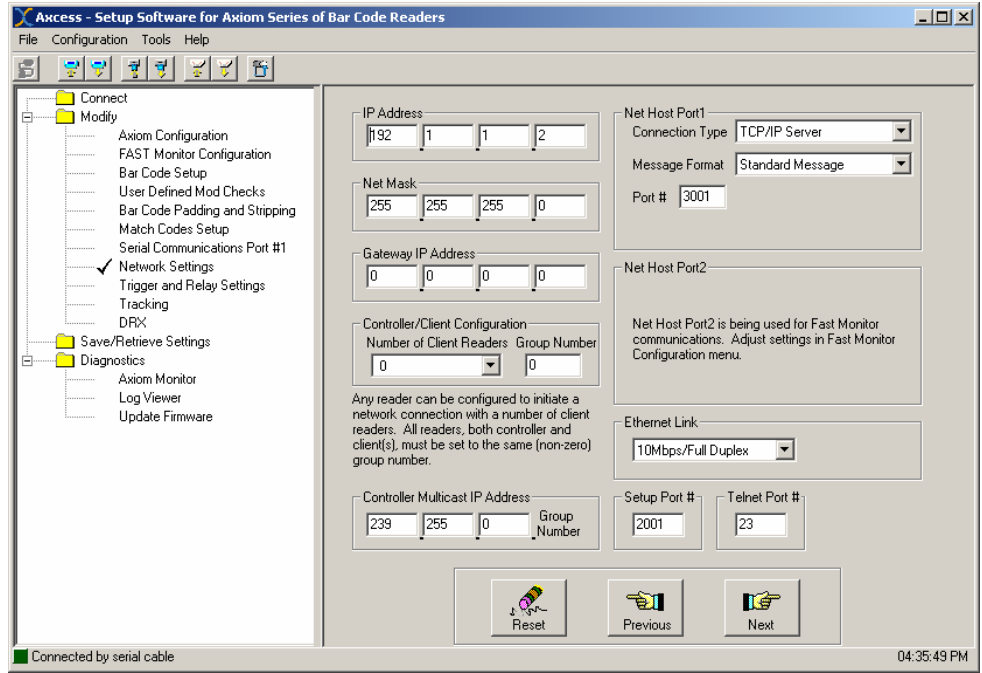 Axcess - Setup Software for Axiom Series of Bar Code Readers
File Configuration Tools Help
Connect
Modify
Axiom Configuration
FAST Monitor Configuration
Bar Code Setup
User Defined Mod Checks
Bar Code Padding and Stripping
Match Codes Setup
Serial Communications Port #1
Network Settings
Trigger and Relay Settings
Tracking
DRX
Save/Retrieve Settings
Diagnostics
Axiom Monitor
Log Viewer
Update Firmware
IP Address
192 . 1 . 1 . 2
Net Mask
255 . 255 . 255 . 0
Gateway IP Address
0 . 0 . 0 . 0
Controller/Client Configuration
Number of Client Readers Group Number
0 0
Any reader can be configured to initiate a
network connection with a number of client
readers. All readers, both controller and
client(s), must be set to the same (non-zero)
group number.
Controller Multicast IP Address
239 . 255 . 0 . Group
Number
Net Host Port1
Connection Type TCP/IP Server
Message Format Standard Message
Port # 3001
Net Host Port2
Net Host Port2 is being used for Fast Monitor
communications. Adjust settings in Fast Monitor
Configuration menu.
Ethernet Link
10Mbps/Full Duplex
Setup Port # Telnet Port #
2001 23
Reset Previous Next
Connected by serial cable 04:35:49 PM